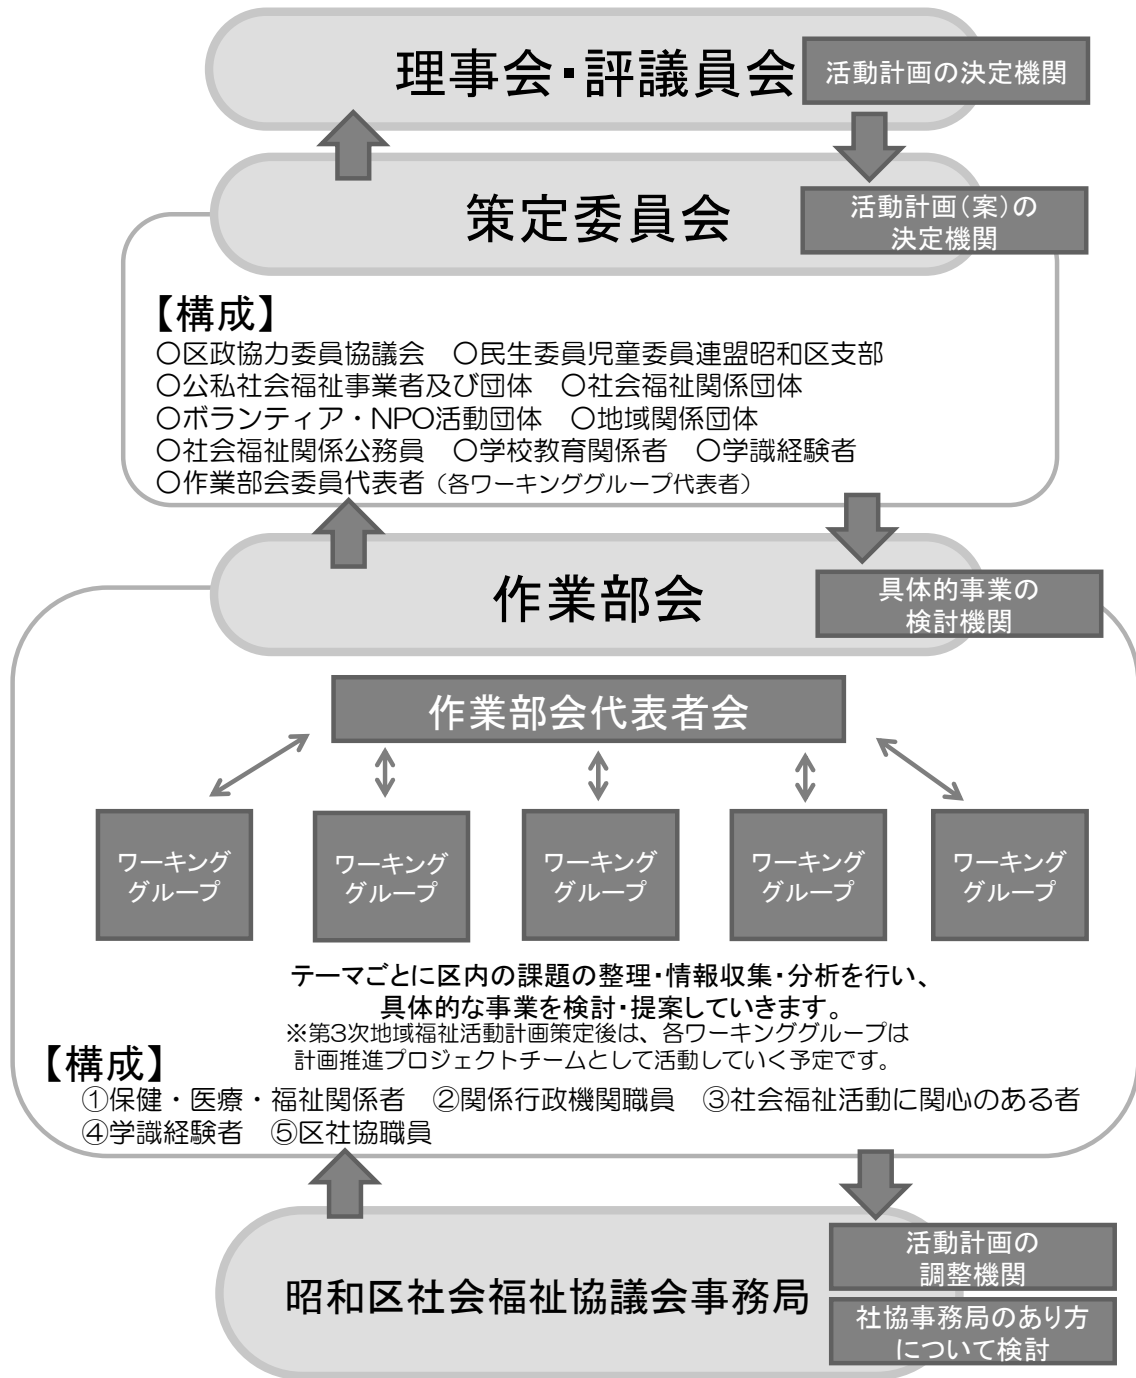 理事会・評議員会
活動計画の決定機関
策定委員会
活動計画（案）の
決定機関
【構成】
〇区政協力委員協議会　〇民生委員児童委員連盟昭和区支部
〇公私社会福祉事業者及び団体　〇社会福祉関係団体
〇ボランティア・NPO活動団体　〇地域関係団体
〇社会福祉関係公務員　〇学校教育関係者　〇学識経験者
〇作業部会委員代表者（各ワーキンググループ代表者）
作業部会
具体的事業の
検討機関
作業部会代表者会
ワーキング
グループ
ワーキング
グループ
ワーキング
グループ
ワーキング
グループ
ワーキング
グループ
テーマごとに区内の課題の整理・情報収集・分析を行い、
具体的な事業を検討・提案していきます。
※第3次地域福祉活動計画策定後は、各ワーキンググループは
計画推進プロジェクトチームとして活動していく予定です。
【構成】
①保健・医療・福祉関係者　②関係行政機関職員　③社会福祉活動に関心のある者
④学識経験者　⑤区社協職員
昭和区社会福祉協議会事務局
活動計画の
調整機関
社協事務局のあり方
について検討